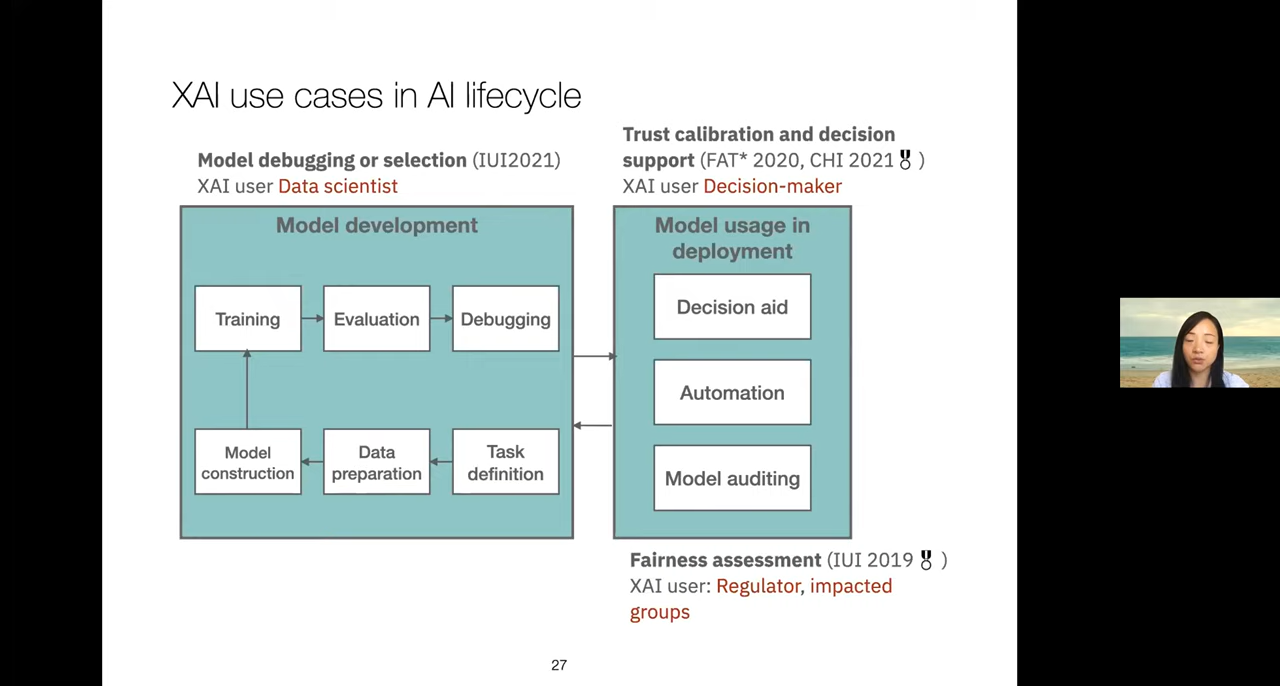 XAI use cases in AI lifecycle
Model debugging or selection (IUI2021)
XAI user Data scientist
Trust calibration and decision
support (FAT* 2020, CHI 2021🎖)
XAI user Decision-maker
Model development
Training
Evaluation
Debugging
Model
construction
Data
preparation
Task
definition
Model usage in
deployment
Decision aid
Automation
Model auditing
Fairness assessment (IUI 2019🎖)
XAI user: Regulator, impacted
groups
27